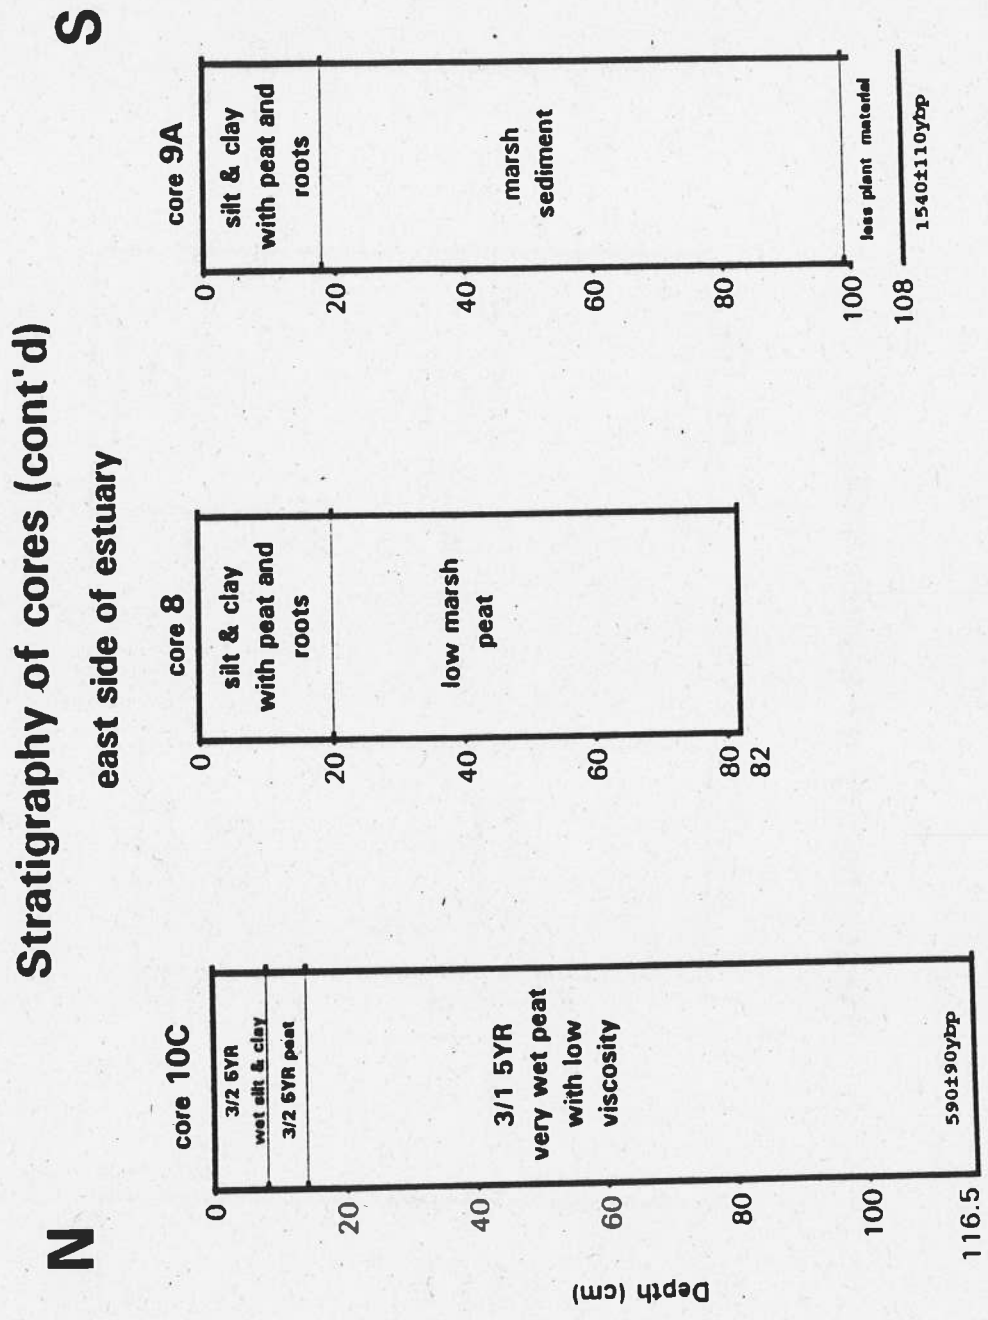 Stratigraphy of cores (cont'd)
east side of estuary
N
S
core 10C
0
20
40
60
80
100
116.5
Depth (cm)
3/2 5YR
wet silt & clay
3/2 5YR peat
3/1 5YR
very wet peat
with low
viscosity
590±90ybp
core 8
0
20
40
60
80
82
silt & clay
with peat and
roots
low marsh
peat
core 9A
0
20
40
60
80
100
108
silt & clay
with peat and
roots
marsh
sediment
less plant material
1540±110ybp